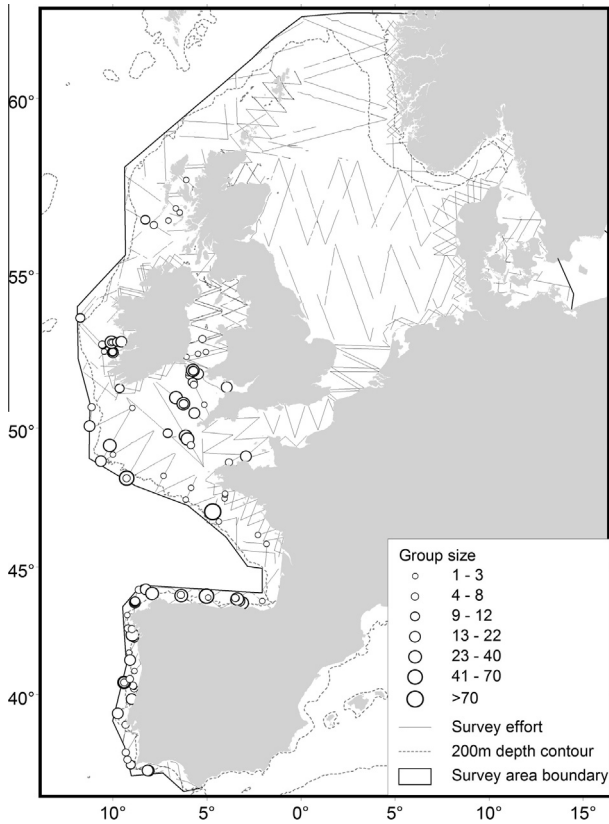 60°
55°
50°
45°
40°
10°
5°
0°
5°
10°
15°
Group size
1 - 3
4 - 8
9 - 12
13 - 22
23 - 40
41 - 70
>70
Survey effort
200m depth contour
Survey area boundary